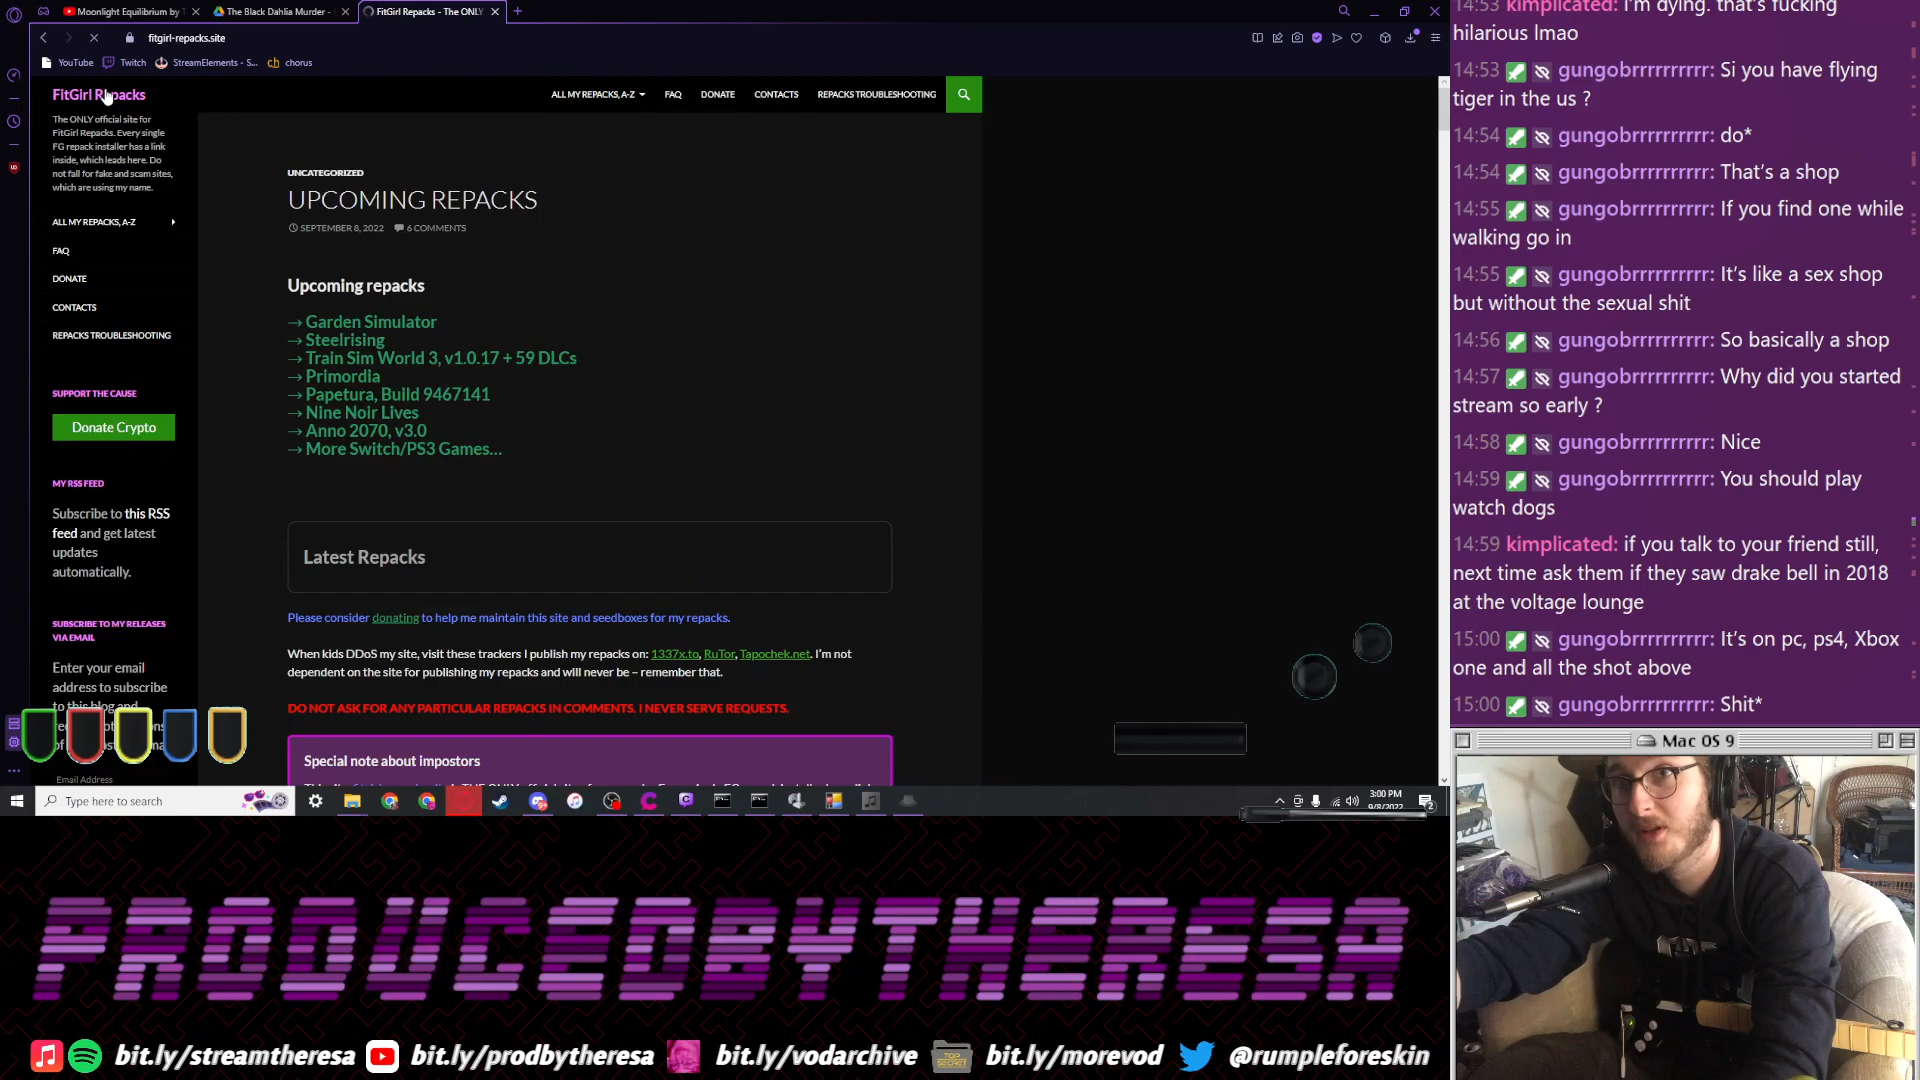 Moonlight Equilibrium by T
The Black Dahlia Murder -
FitGirl Repacks - The ONLY
fitgirl-repacks.site
YouTube
Twitch
StreamElements - S...
chorus
FitGirl Repacks
ALL MY REPACKS, A-Z
FAQ
DONATE
CONTACTS
REPACKS TROUBLESHOOTING
The ONLY official site for
FitGirl Repacks. Every single
FG repack installer has a link
inside, which leads here. Do
not fall for fake and scam sites,
which are using my name.
ALL MY REPACKS, A-Z
FAQ
DONATE
CONTACTS
REPACKS TROUBLESHOOTING
SUPPORT THE CAUSE
Donate Crypto
MY RSS FEED
Subscribe to this RSS
feed and get latest
updates
automatically.
SUBSCRIBE TO MY RELEASES
VIA EMAIL
Enter your email
address to subscribe
to this blog and
Email Address
UNCATEGORIZED
UPCOMING REPACKS
SEPTEMBER 8, 2022
6 COMMENTS
Upcoming repacks
→ Garden Simulator
→ Steelrising
→ Train Sim World 3, v1.0.17 + 59 DLCs
→ Primordia
→ Papetura, Build 9467141
→ Nine Noir Lives
→ Anno 2070, v3.0
→ More Switch/PS3 Games...
Latest Repacks
Please consider donating to help me maintain this site and seedboxes for my repacks.
When kids DDoS my site, visit these trackers I publish my repacks on: 1337x.to, RuTor, Tapochek.net. I'm not
dependent on the site for publishing my repacks and will never be – remember that.
DO NOT ASK FOR ANY PARTICULAR REPACKS IN COMMENTS. I NEVER SERVE REQUESTS.
Special note about impostors
Type here to search
3:00 PM
9/8/2022
2
14:53 kimplicated: i'm dying. that's fucking
hilarious lmao
14:53 gungobrrrrrrrrrr: Si you have flying
tiger in the us ?
14:54 gungobrrrrrrrrrr: do*
14:54 gungobrrrrrrrrrr: That's a shop
14:55 gungobrrrrrrrrrr: If you find one while
walking go in
14:55 gungobrrrrrrrrrr: It's like a sex shop
but without the sexual shit
14:56 gungobrrrrrrrrrr: So basically a shop
14:57 gungobrrrrrrrrrr: Why did you started
stream so early ?
14:58 gungobrrrrrrrrrr: Nice
14:59 gungobrrrrrrrrrr: You should play
watch dogs
14:59 kimplicated: if you talk to your friend still,
next time ask them if they saw drake bell in 2018
at the voltage lounge
15:00 gungobrrrrrrrrrr: It's on pc, ps4, Xbox
one and all the shot above
15:00 gungobrrrrrrrrrr: Shit*
Mac OS 9
PRODUCEDBYTHERESA
bit.ly/streamtheresa
bit.ly/prodbytheresa
bit.ly/vodarchive
TOP SECRET
bit.ly/morevod
@rumpleforeskin